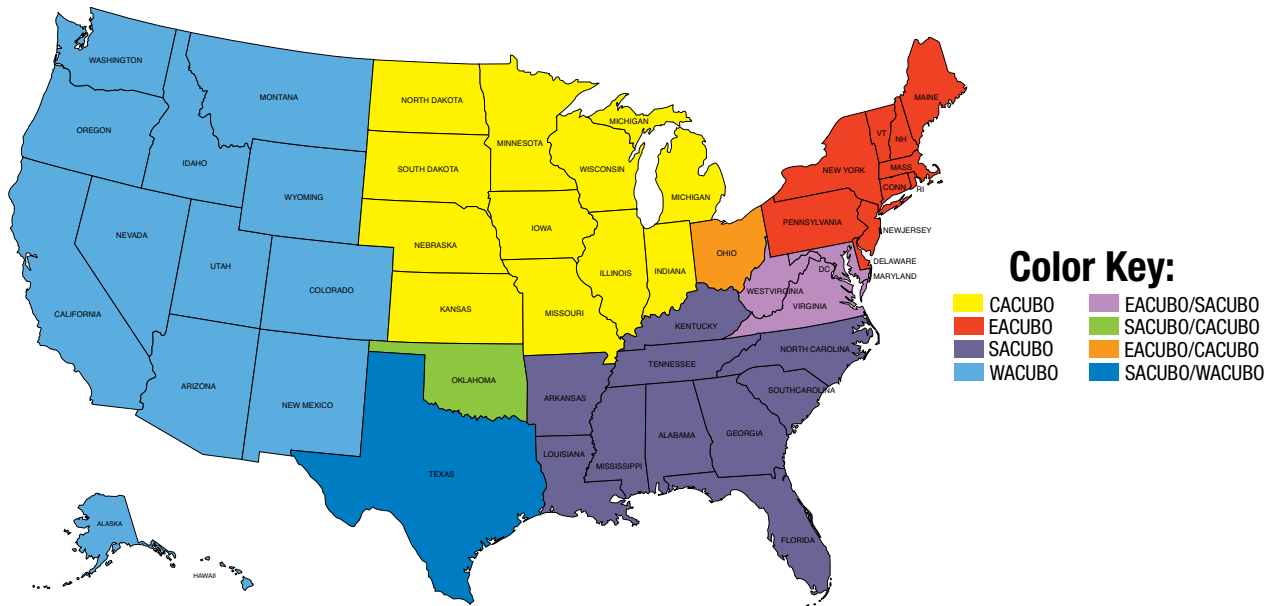 WASHINGTON
MONTANA
NORTH DAKOTA
MINNESOTA
MICHIGAN
MAINE
OREGON
IDAHO
WYOMING
SOUTH DAKOTA
WISCONSIN
MICHIGAN
VT
NH
NEW YORK
MASS
CONN
RI
NEVADA
UTAH
COLORADO
NEBRASKA
IOWA
ILLINOIS
INDIANA
OHIO
PENNSYLVANIA
NEWJERSEY
DELAWARE
MARYLAND
DC
WESTVIRGINIA
VIRGINIA
CALIFORNIA
KANSAS
MISSOURI
KENTUCKY
ARIZONA
NEW MEXICO
OKLAHOMA
ARKANSAS
TENNESSEE
NORTH CAROLINA
SOUTHCAROLINA
TEXAS
LOUISIANA
MISSISSIPPI
ALABAMA
GEORGIA
FLORIDA
ALASKA
HAWAII
Color Key:
CACUBO
EACUBO
SACUBO
WACUBO
EACUBO/SACUBO
SACUBO/CACUBO
EACUBO/CACUBO
SACUBO/WACUBO